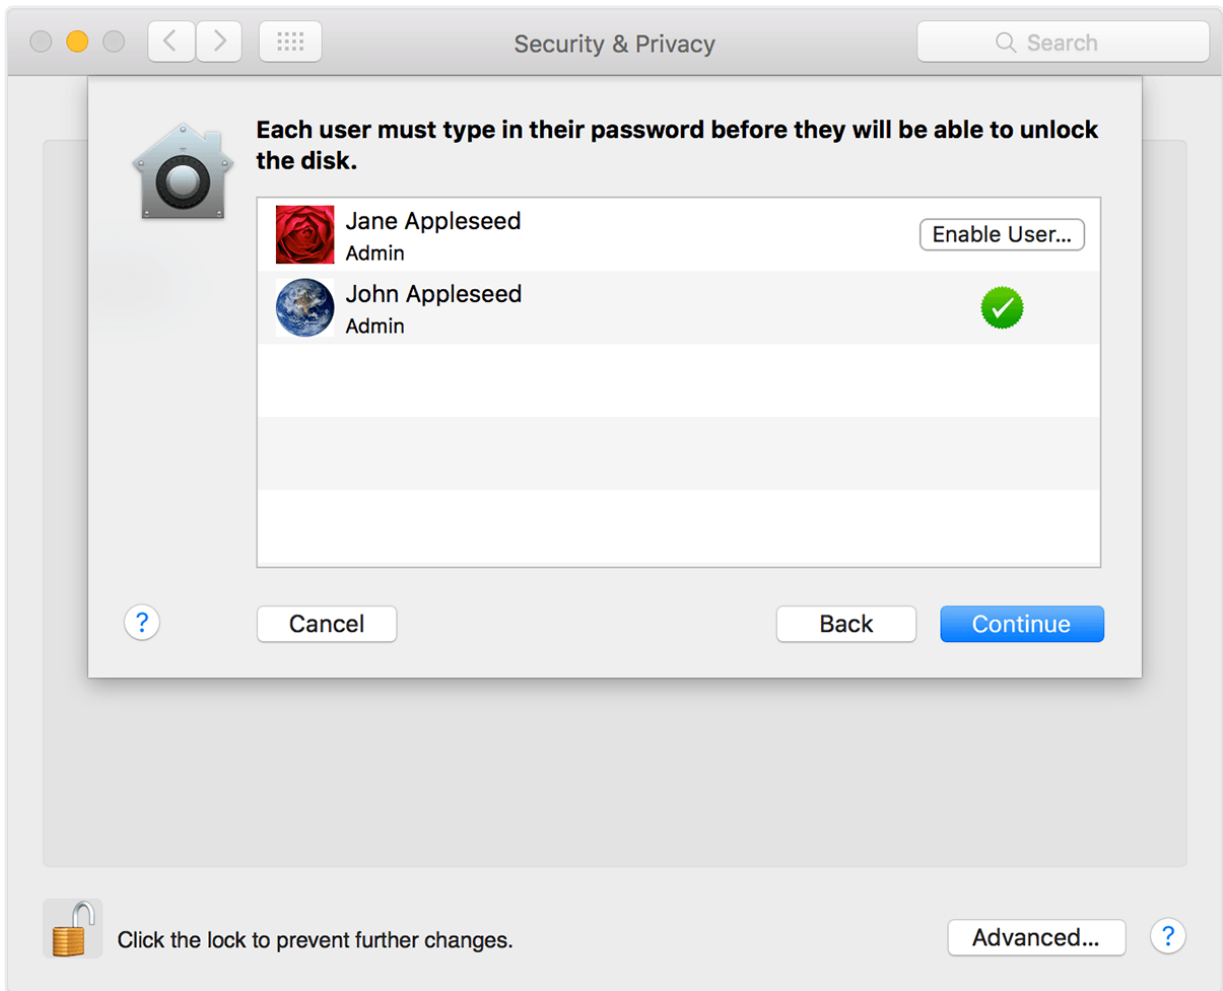 Security & Privacy
Search
Each user must type in their password before they will be able to unlock
the disk.
Jane Appleseed
Admin
Enable User...
John Appleseed
Admin
?
Cancel
Back
Continue
Click the lock to prevent further changes.
Advanced...
?